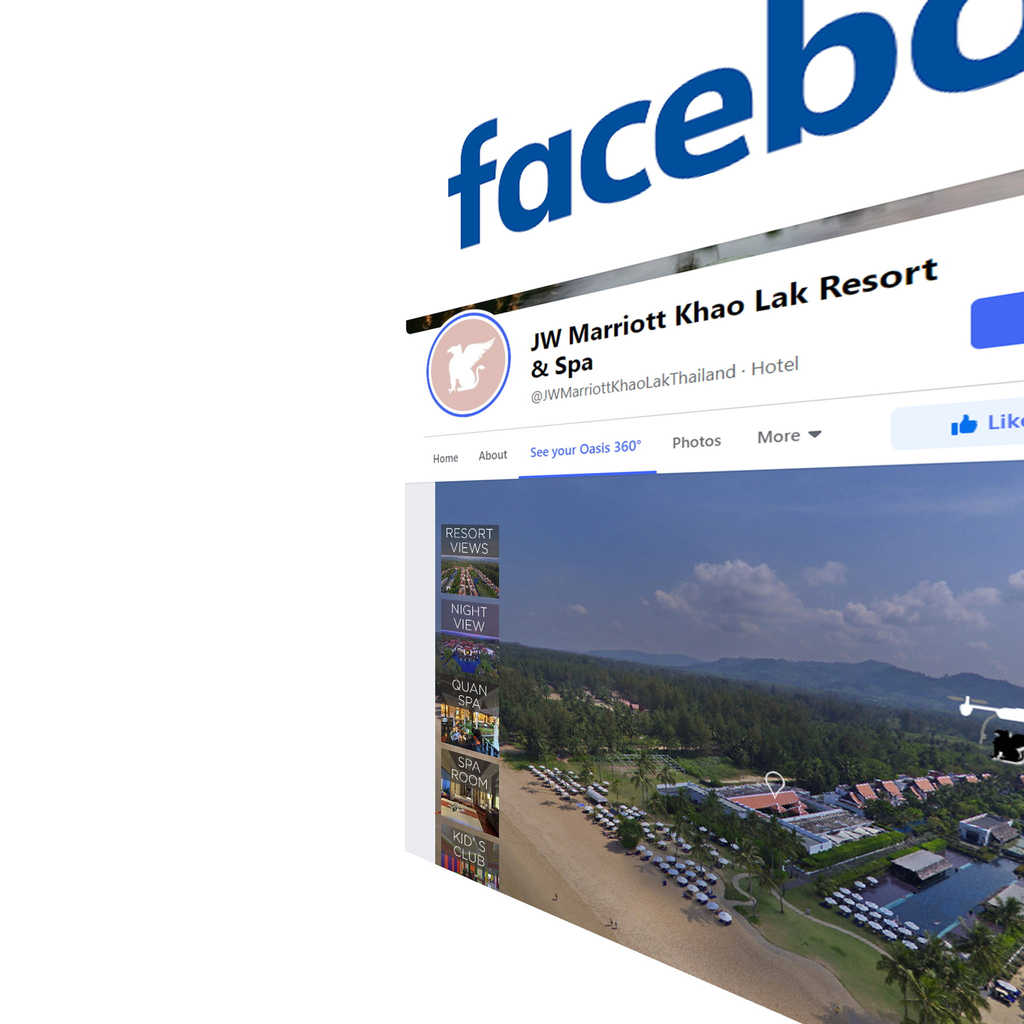 facebo
JW Marriott Khao Lak Resort
& Spa
@JWMarriottKhaoLakThailand · Hotel
Home About See your Oasis 360° Photos More
Like
RESORT
VIEWS
NIGHT
VIEW
QUAN
SPA
SPA
ROOM
KID'S
CLUB